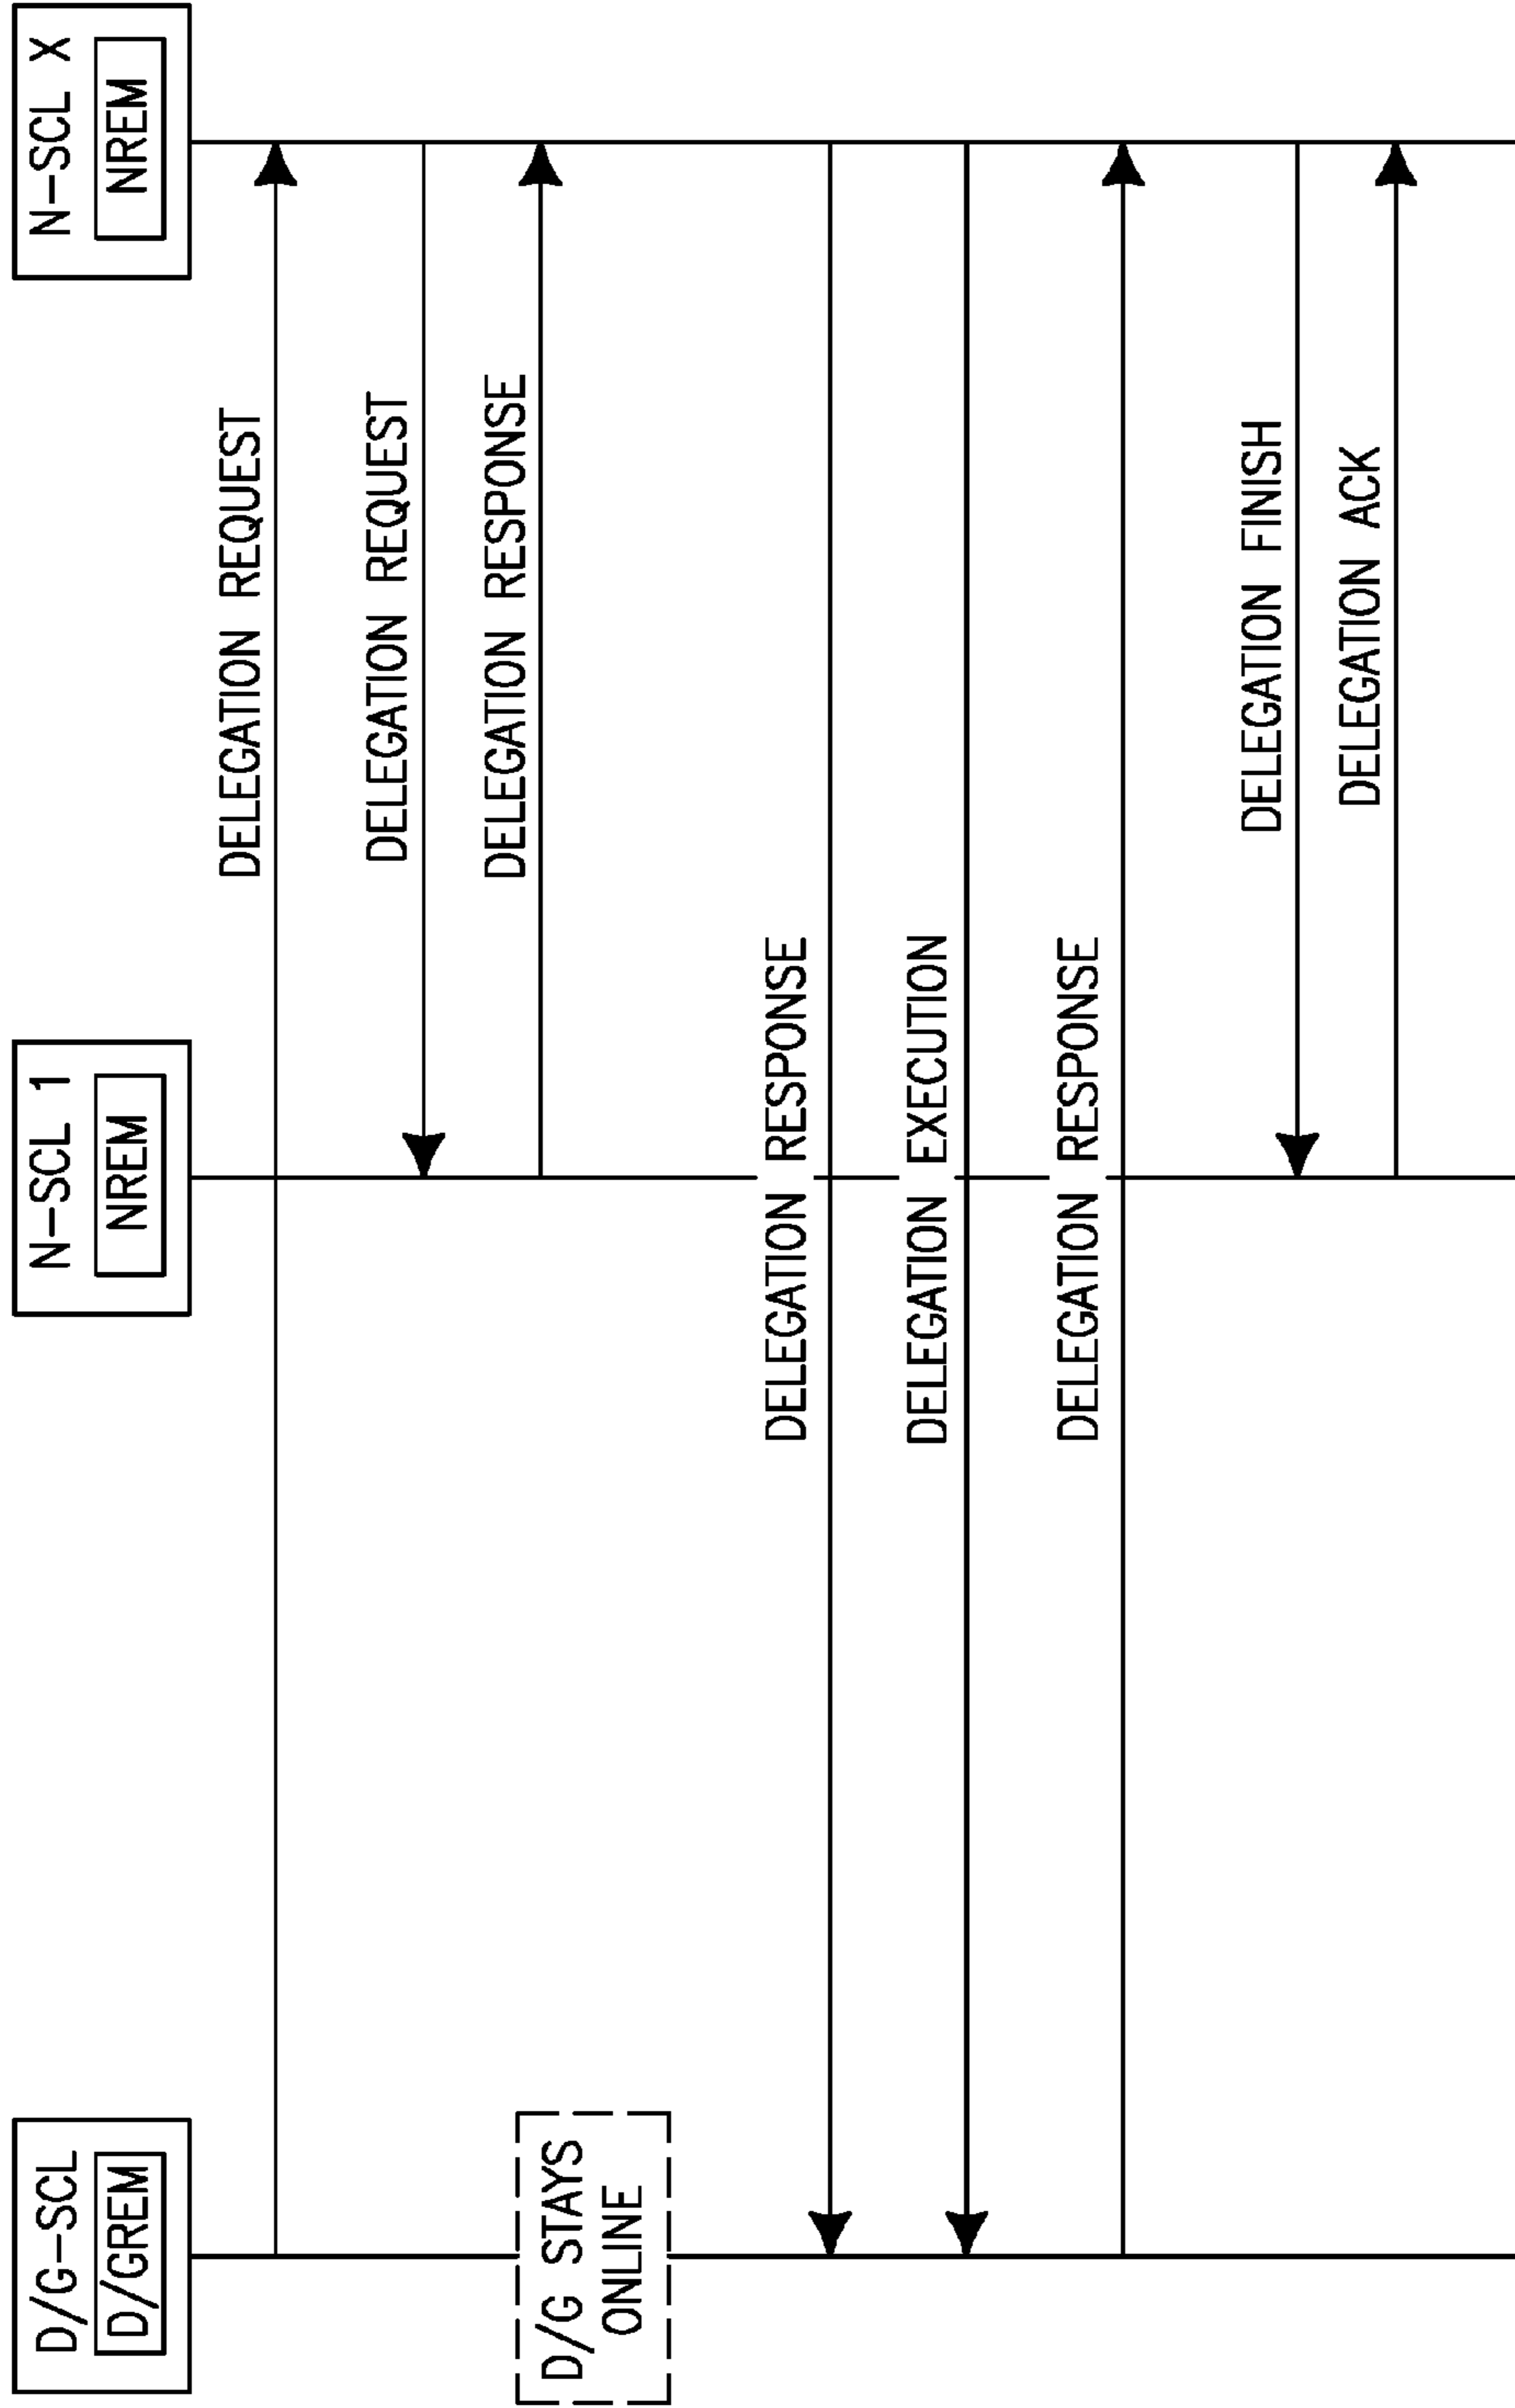 D/G-SCL
D/GREM
N-SCL 1
NREM
N-SCL X
NREM
DELEGATION REQUEST
DELEGATION REQUEST
DELEGATION RESPONSE
D/G STAYS
ONLINE
DELEGATION RESPONSE
DELEGATION EXECUTION
DELEGATION RESPONSE
DELEGATION FINISH
DELEGATION ACK